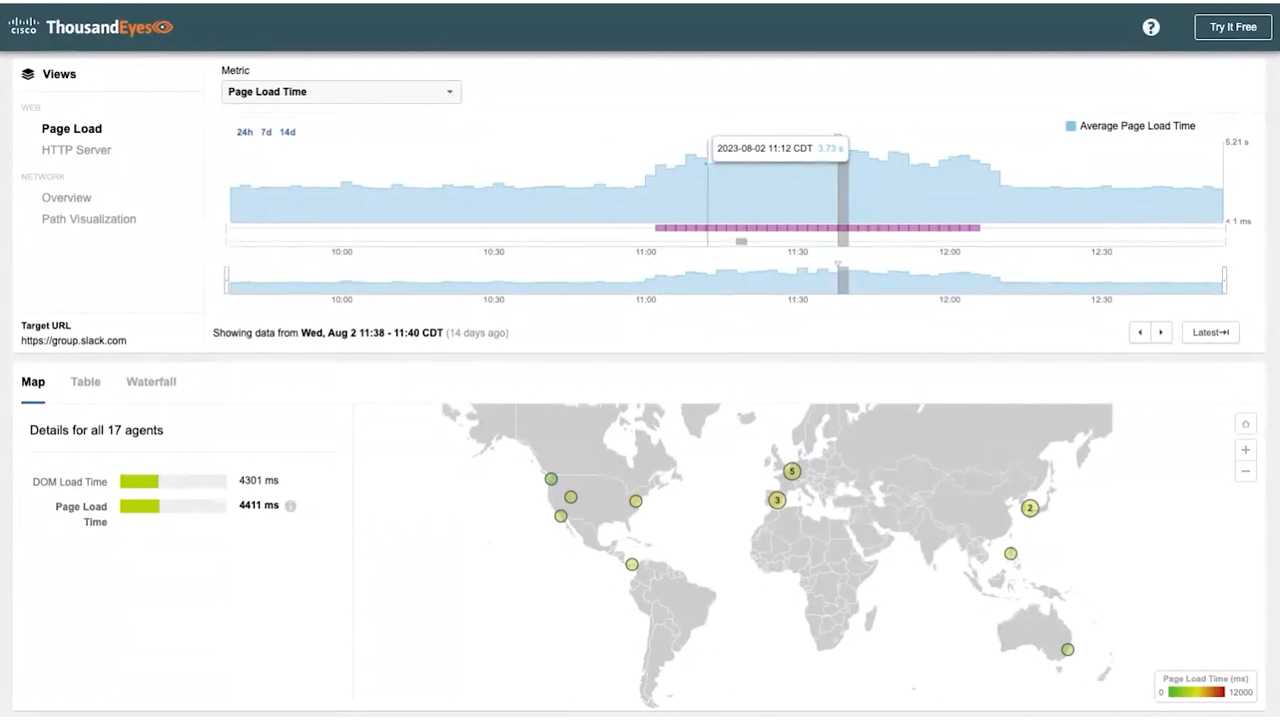 CISCO ThousandEyes
? Try It Free
Views
WEB
Page Load
HTTP Server
NETWORK
Overview
Path Visualization
Target URL
https://group.slack.com
Metric
Page Load Time
24h 7d 14d
Average Page Load Time
2023-08-02 11:12 CDT 3.73 s
5.21 s
< 1 ms
10:00 10:30 11:00 11:30 12:00 12:30
10:00 10:30 11:00 11:30 12:00 12:30
Showing data from Wed, Aug 2 11:38 - 11:40 CDT (14 days ago)
Latest
Map Table Waterfall
Details for all 17 agents
DOM Load Time 4301 ms
Page Load 4411 ms
Time
5
3
2
Page Load Time (ms)
0 12000